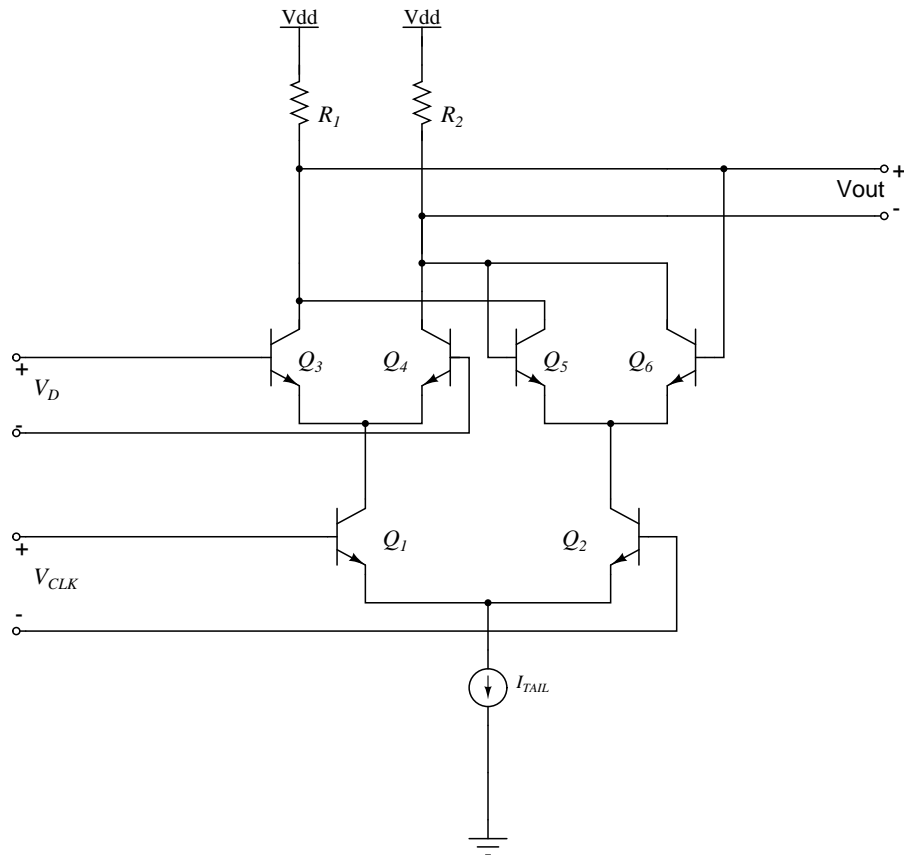 Vdd Vdd
R1 R2
+
Vout
-
Q3 Q4 Q5 Q6
+
VD
-
Q1 Q2
+
VCLK
-
ITAIL